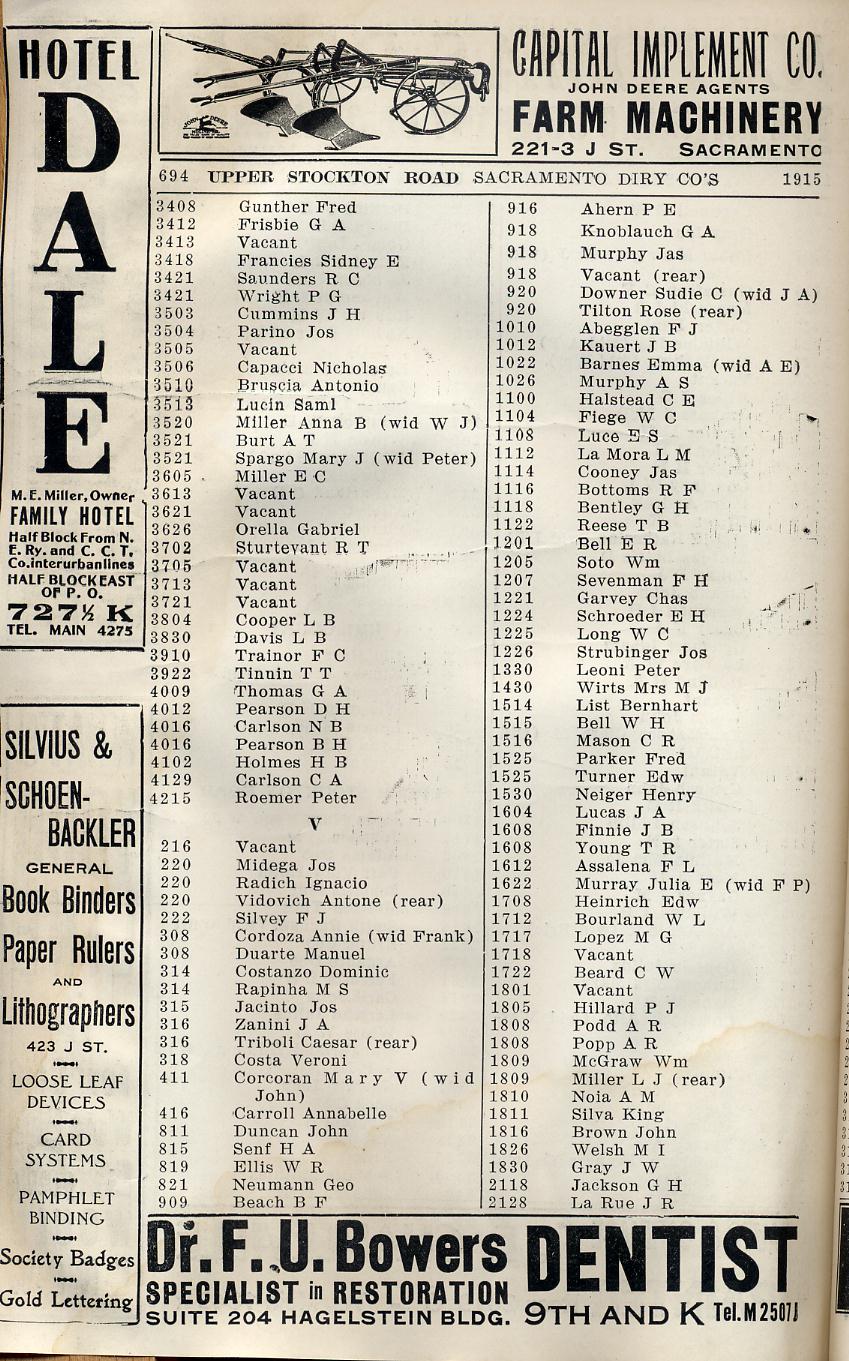 HOTEL
DALE
M. E. Miller, Owner
FAMILY HOTEL
Half Block From N.
E. Ry. and C. C. T.
Co. interurban lines
HALF BLOCK EAST
OF P. O.
727½ K
TEL. MAIN 4275
SILVIUS &
SCHOEN-
BACKLER
GENERAL
Book Binders
Paper Rulers
AND
Lithographers
423 J ST.
LOOSE LEAF
DEVICES
CARD
SYSTEMS
PAMPHLET
BINDING
Society Badges
Gold Lettering
JOHN DEERE
CAPITAL IMPLEMENT CO.
JOHN DEERE AGENTS
FARM MACHINERY
221-3 J ST. SACRAMENTO
694 UPPER STOCKTON ROAD SACRAMENTO DIRY CO'S 1915
3408 Gunther Fred
3412 Frisbie G A
3413 Vacant
3418 Francies Sidney E
3421 Saunders R C
3421 Wright P G
3503 Cummins J H
3504 Parino Jos
3505 Vacant
3506 Capacci Nicholas
3510 Bruscia Antonio
3513 Lucin Saml
3520 Miller Anna B (wid W J)
3521 Burt A T
3521 Spargo Mary J (wid Peter)
3605 Miller E C
3613 Vacant
3621 Vacant
3626 Orella Gabriel
3702 Sturtevant R T
3705 Vacant
3713 Vacant
3721 Vacant
3804 Cooper L B
3830 Davis L B
3910 Trainor F C
3922 Tinnin T T
4009 Thomas G A
4012 Pearson D H
4016 Carlson N B
4016 Pearson B H
4102 Holmes H B
4129 Carlson C A
4215 Roemer Peter
V
216 Vacant
220 Midega Jos
220 Radich Ignacio
220 Vidovich Antone (rear)
222 Silvey F J
308 Cordoza Annie (wid Frank)
308 Duarte Manuel
314 Costanzo Dominic
314 Rapinha M S
315 Jacinto Jos
316 Zanini J A
316 Triboli Caesar (rear)
318 Costa Veroni
411 Corcoran Mary V (wid
John)
416 Carroll Annabelle
811 Duncan John
815 Senf H A
819 Ellis W R
821 Neumann Geo
909 Beach B F
916 Ahern P E
918 Knoblauch G A
918 Murphy Jas
918 Vacant (rear)
920 Downer Sudie C (wid J A)
920 Tilton Rose (rear)
1010 Abegglen F J
1012 Kauert J B
1022 Barnes Emma (wid A E)
1026 Murphy A S
1100 Halstead C E
1104 Fiege W C
1108 Luce E S
1112 La Mora L M
1114 Cooney Jas
1116 Bottoms R F
1118 Bentley G H
1122 Reese T B
1201 Bell E R
1205 Soto Wm
1207 Sevenman F H
1221 Garvey Chas
1224 Schroeder E H
1225 Long W C
1226 Strubinger Jos
1330 Leoni Peter
1430 Wirts Mrs M J
1514 List Bernhart
1515 Bell W H
1516 Mason C R
1525 Parker Fred
1525 Turner Edw
1530 Neiger Henry
1604 Lucas J A
1608 Finnie J B
1608 Young T R
1612 Assalena F L
1622 Murray Julia E (wid F P)
1708 Heinrich Edw
1712 Bourland W L
1717 Lopez M G
1718 Vacant
1722 Beard C W
1801 Vacant
1805 Hillard P J
1808 Podd A R
1808 Popp A R
1809 McGraw Wm
1809 Miller L J (rear)
1810 Noia A M
1811 Silva King
1816 Brown John
1826 Welsh M I
1830 Gray J W
2118 Jackson G H
2128 La Rue J R
Dr. F. U. Bowers DENTIST
SPECIALIST in RESTORATION
SUITE 204 HAGELSTEIN BLDG. 9TH AND K Tel. M 2507J